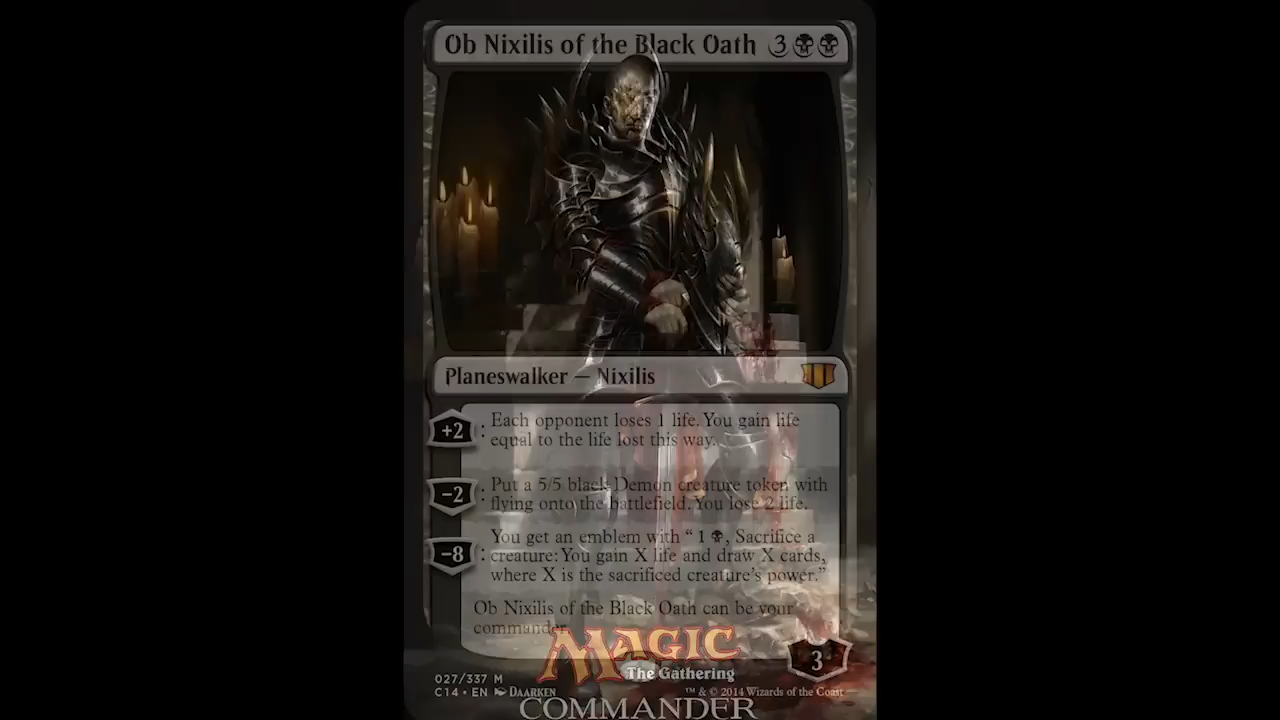 Ob Nixilis of the Black Oath 3
Planeswalker — Nixilis
+2 : Each opponent loses 1 life. You gain life
equal to the life lost this way.
−2 : Put a 5/5 black Demon creature token with
flying onto the battlefield. You lose 2 life.
You get an emblem with “ 1 , Sacrifice a
−8 : creature: You gain X life and draw X cards,
where X is the sacrificed creature’s power.”
Ob Nixilis of the Black Oath can be your
commander.
3
MAGIC
The Gathering
COMMANDER
027/337 M
C14 • EN DAARKEN
™ & © 2014 Wizards of the Coast